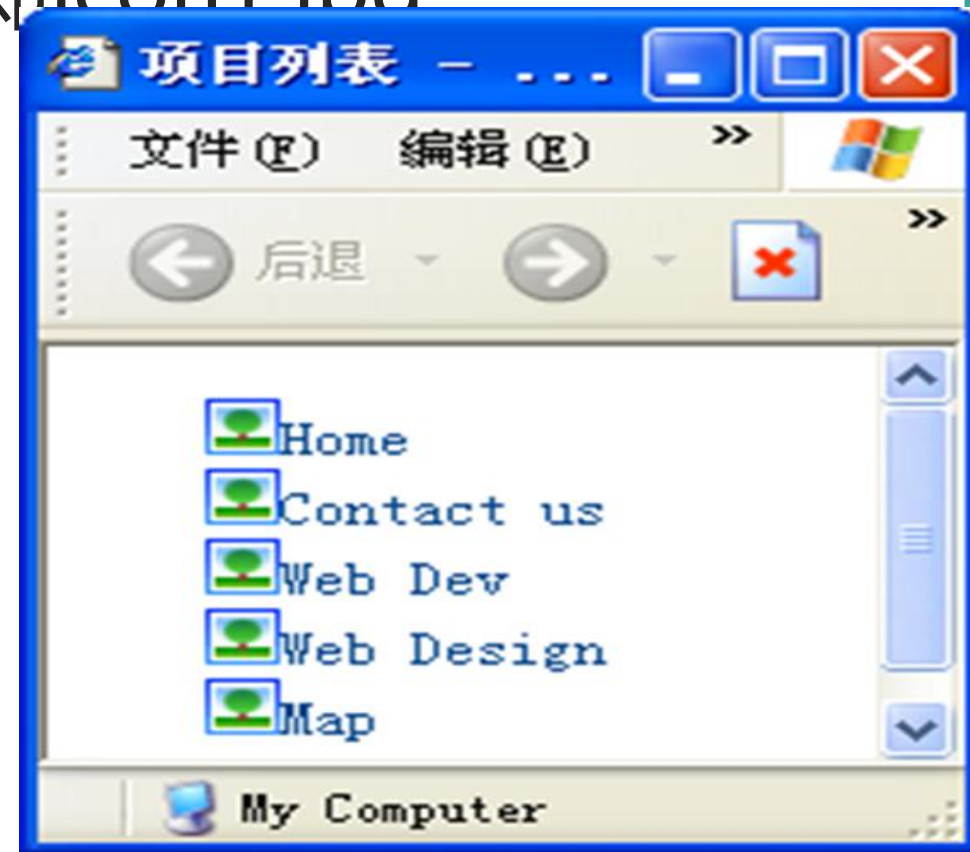 项目列表 - ...
文件(F) 编辑(E) »
后退 »
Home
Contact us
Web Dev
Web Design
Map
My Computer